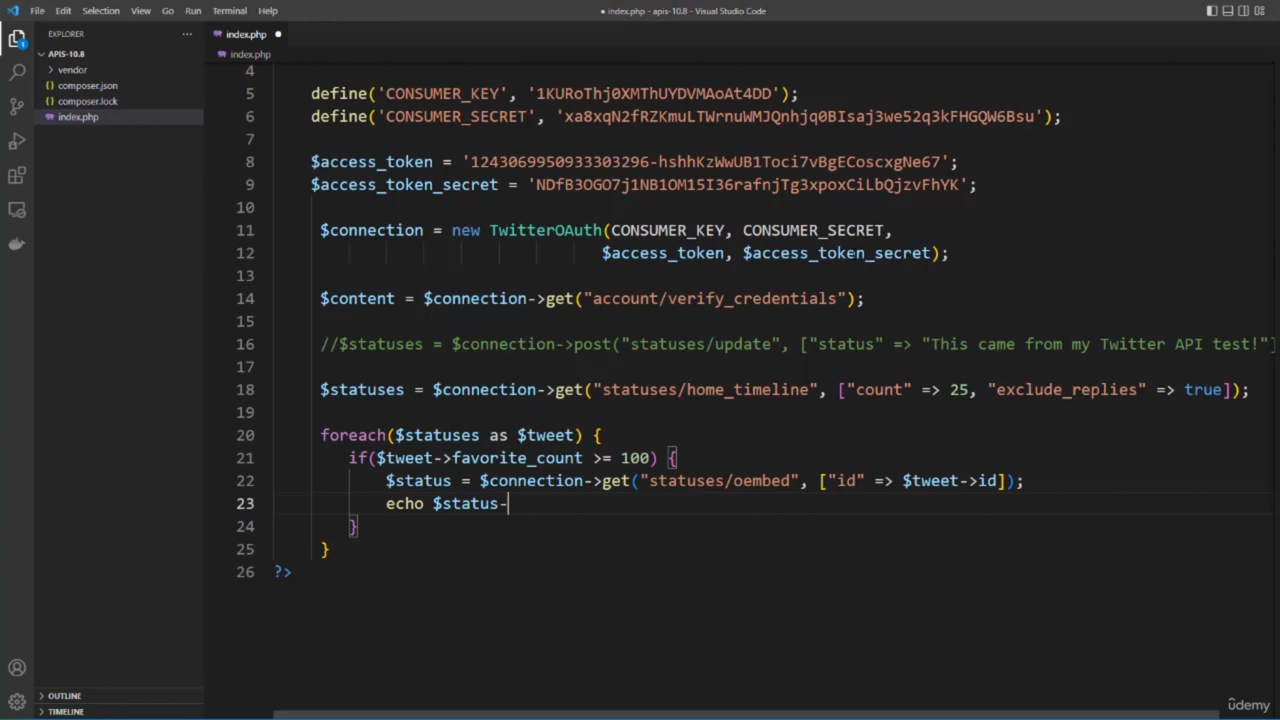 File Edit Selection View Go Run Terminal Help
● index.php - apis-10.8 - Visual Studio Code
EXPLORER ···
APIS-10.8
vendor
composer.json
composer.lock
index.php
OUTLINE
TIMELINE
1
index.php ●
index.php
4
5 define('CONSUMER_KEY', '1KURoThj0XMThUYDVMAoAt4DD');
6 define('CONSUMER_SECRET', 'xa8xqN2fRZKmuLTWrnuWMJQnhjq0BIsaj3we52q3kFHGQW6Bsu');
7
8 $access_token = '1243069950933303296-hshhKzWwUB1Toci7vBgECoscxgNe67';
9 $access_token_secret = 'NDfB3OGO7j1NB1OM15I36rafnjTg3xpoxCiLbQjzvFhYK';
10
11 $connection = new TwitterOAuth(CONSUMER_KEY, CONSUMER_SECRET,
12 $access_token, $access_token_secret);
13
14 $content = $connection->get("account/verify_credentials");
15
16 //$statuses = $connection->post("statuses/update", ["status" => "This came from my Twitter API test!"]
17
18 $statuses = $connection->get("statuses/home_timeline", ["count" => 25, "exclude_replies" => true]);
19
20 foreach($statuses as $tweet) {
21 if($tweet->favorite_count >= 100) {
22 $status = $connection->get("statuses/oembed", ["id" => $tweet->id]);
23 echo $status-
24 }
25 }
26 ?>
ûdemy